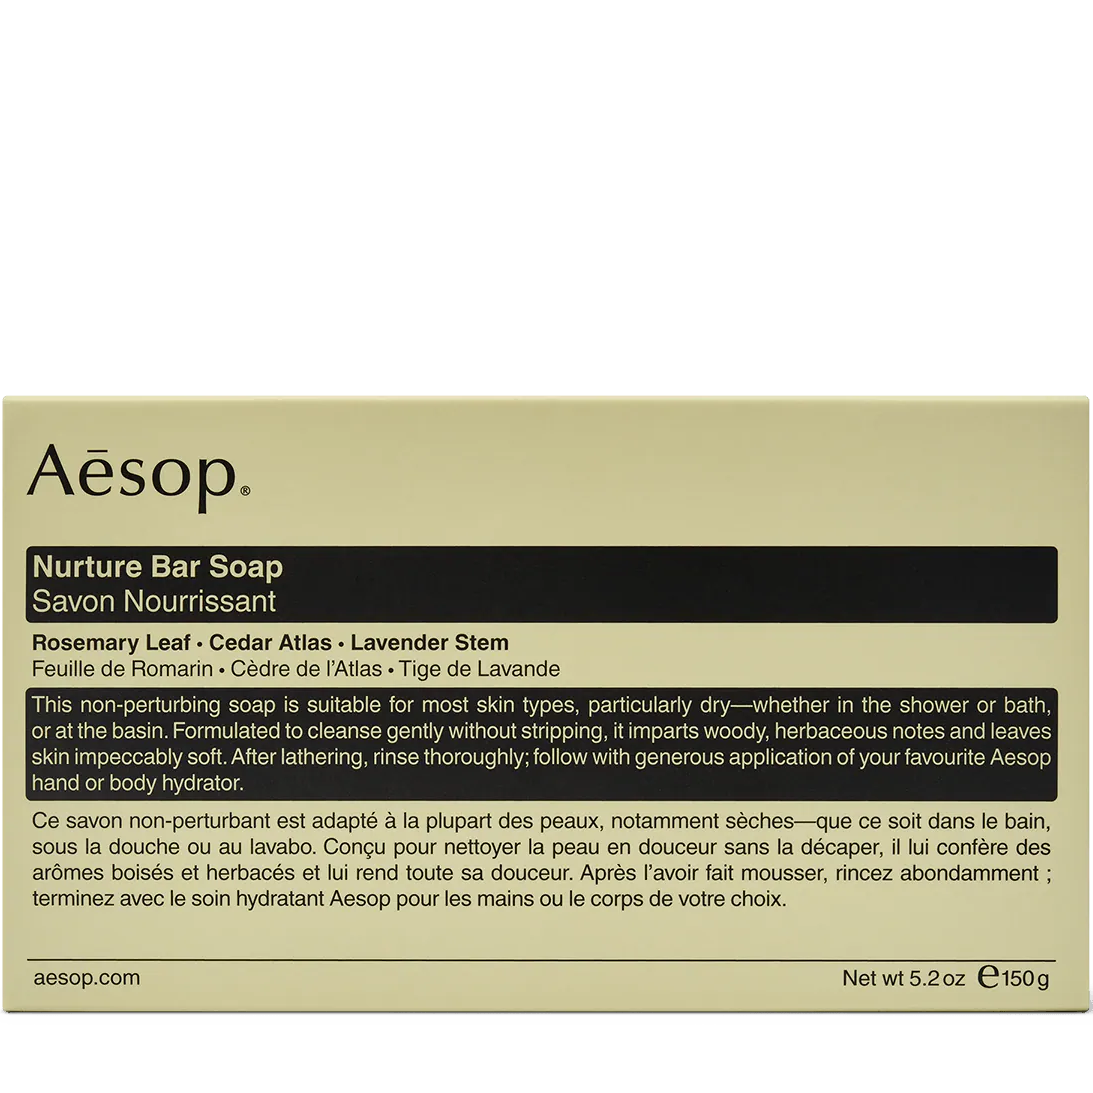 Aēsop®
Nurture Bar Soap
Savon Nourrissant
Rosemary Leaf • Cedar Atlas • Lavender Stem
Feuille de Romarin • Cèdre de l’Atlas • Tige de Lavande
This non-perturbing soap is suitable for most skin types, particularly dry—whether in the shower or bath,
or at the basin. Formulated to cleanse gently without stripping, it imparts woody, herbaceous notes and leaves
skin impeccably soft. After lathering, rinse thoroughly; follow with generous application of your favourite Aesop
hand or body hydrator.
Ce savon non-perturbant est adapté à la plupart des peaux, notamment sèches—que ce soit dans le bain,
sous la douche ou au lavabo. Conçu pour nettoyer la peau en douceur sans la décaper, il lui confère des
arômes boisés et herbacés et lui rend toute sa douceur. Après l’avoir fait mousser, rincez abondamment ;
terminez avec le soin hydratant Aesop pour les mains ou le corps de votre choix.
aesop.com
Net wt 5.2 oz ℮150 g